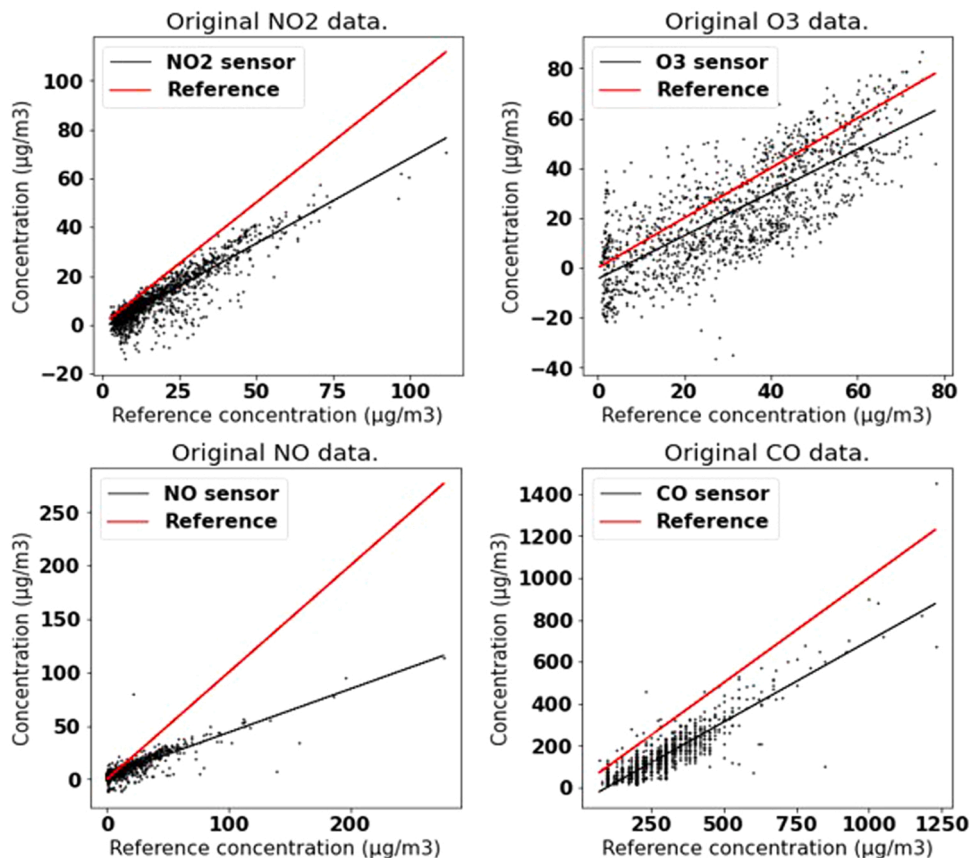 Original NO2 data.
NO2 sensor
Reference
100
80
60
40
20
0
−20
0 25 50 75 100
Concentration (μg/m3)
Reference concentration (μg/m3)
Original O3 data.
O3 sensor
Reference
80
60
40
20
0
−20
−40
0 20 40 60 80
Concentration (μg/m3)
Reference concentration (μg/m3)
Original NO data.
NO sensor
Reference
250
200
150
100
50
0
0 100 200
Concentration (μg/m3)
Reference concentration (μg/m3)
Original CO data.
CO sensor
Reference
1400
1200
1000
800
600
400
200
0
250 500 750 1000 1250
Concentration (μg/m3)
Reference concentration (μg/m3)